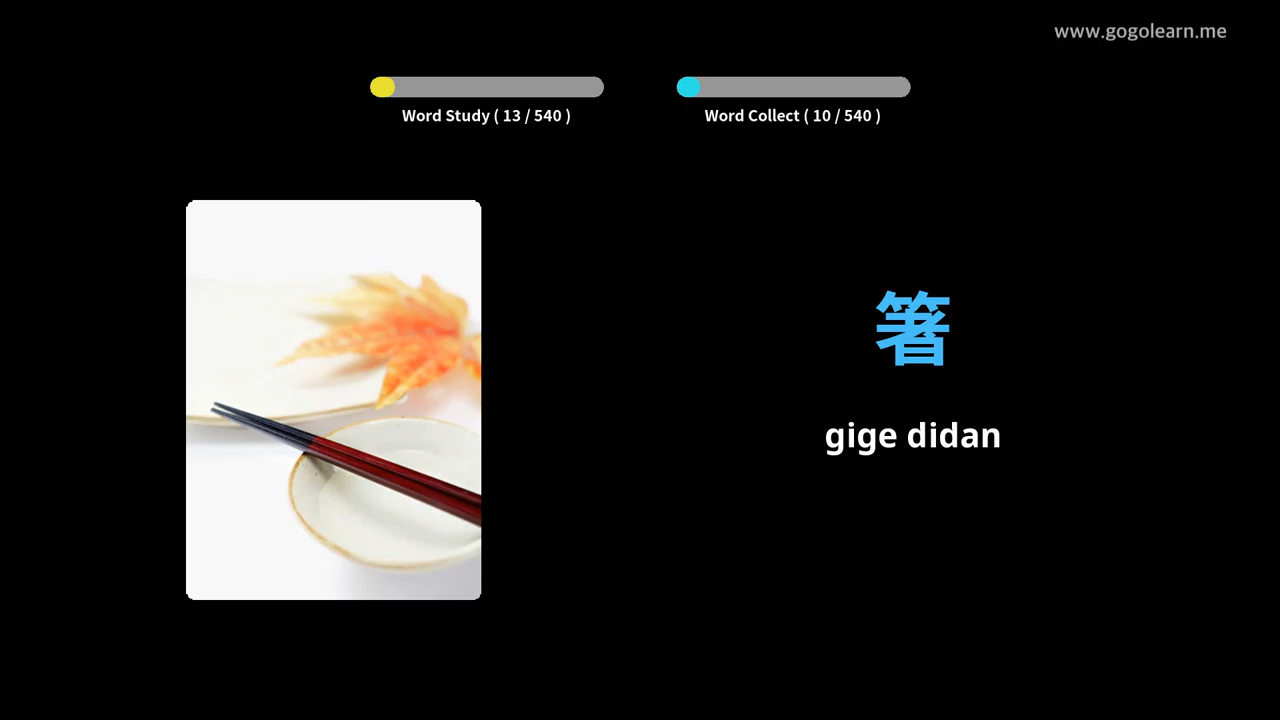 www.gogolearn.me
Word Study ( 13 / 540 )
Word Collect ( 10 / 540 )
箸
gige didan